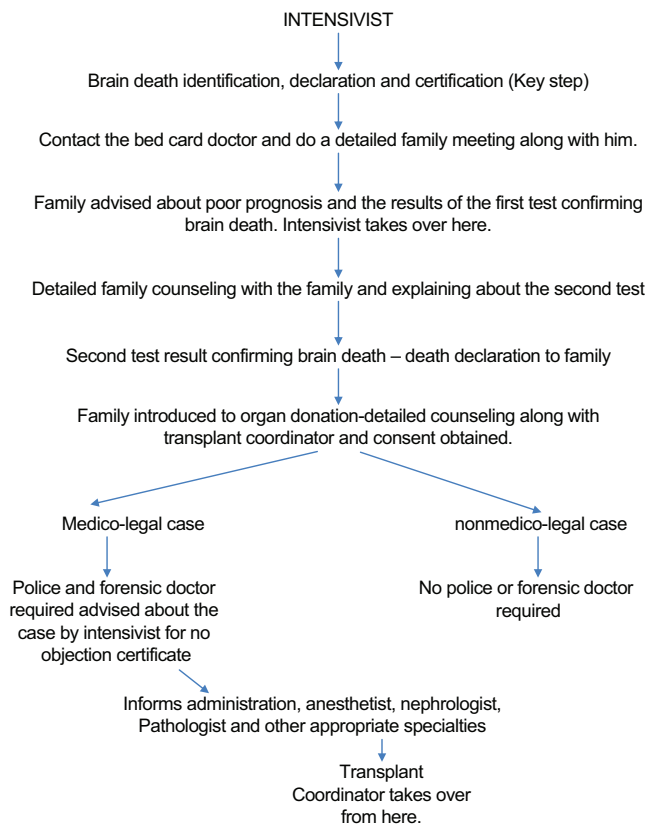 INTENSIVIST
Brain death identification, declaration and certification (Key step)
Contact the bed card doctor and do a detailed family meeting along with him.
Family advised about poor prognosis and the results of the first test confirming
brain death. Intensivist takes over here.
Detailed family counseling with the family and explaining about the second test
Second test result confirming brain death – death declaration to family
Family introduced to organ donation-detailed counseling along with
transplant coordinator and consent obtained.
Medico-legal case
Police and forensic doctor
required advised about the
case by intensivist for no
objection certificate
nonmedico-legal case
No police or forensic doctor
required
Informs administration, anesthetist, nephrologist,
Pathologist and other appropriate specialties
Transplant
Coordinator takes over
from here.